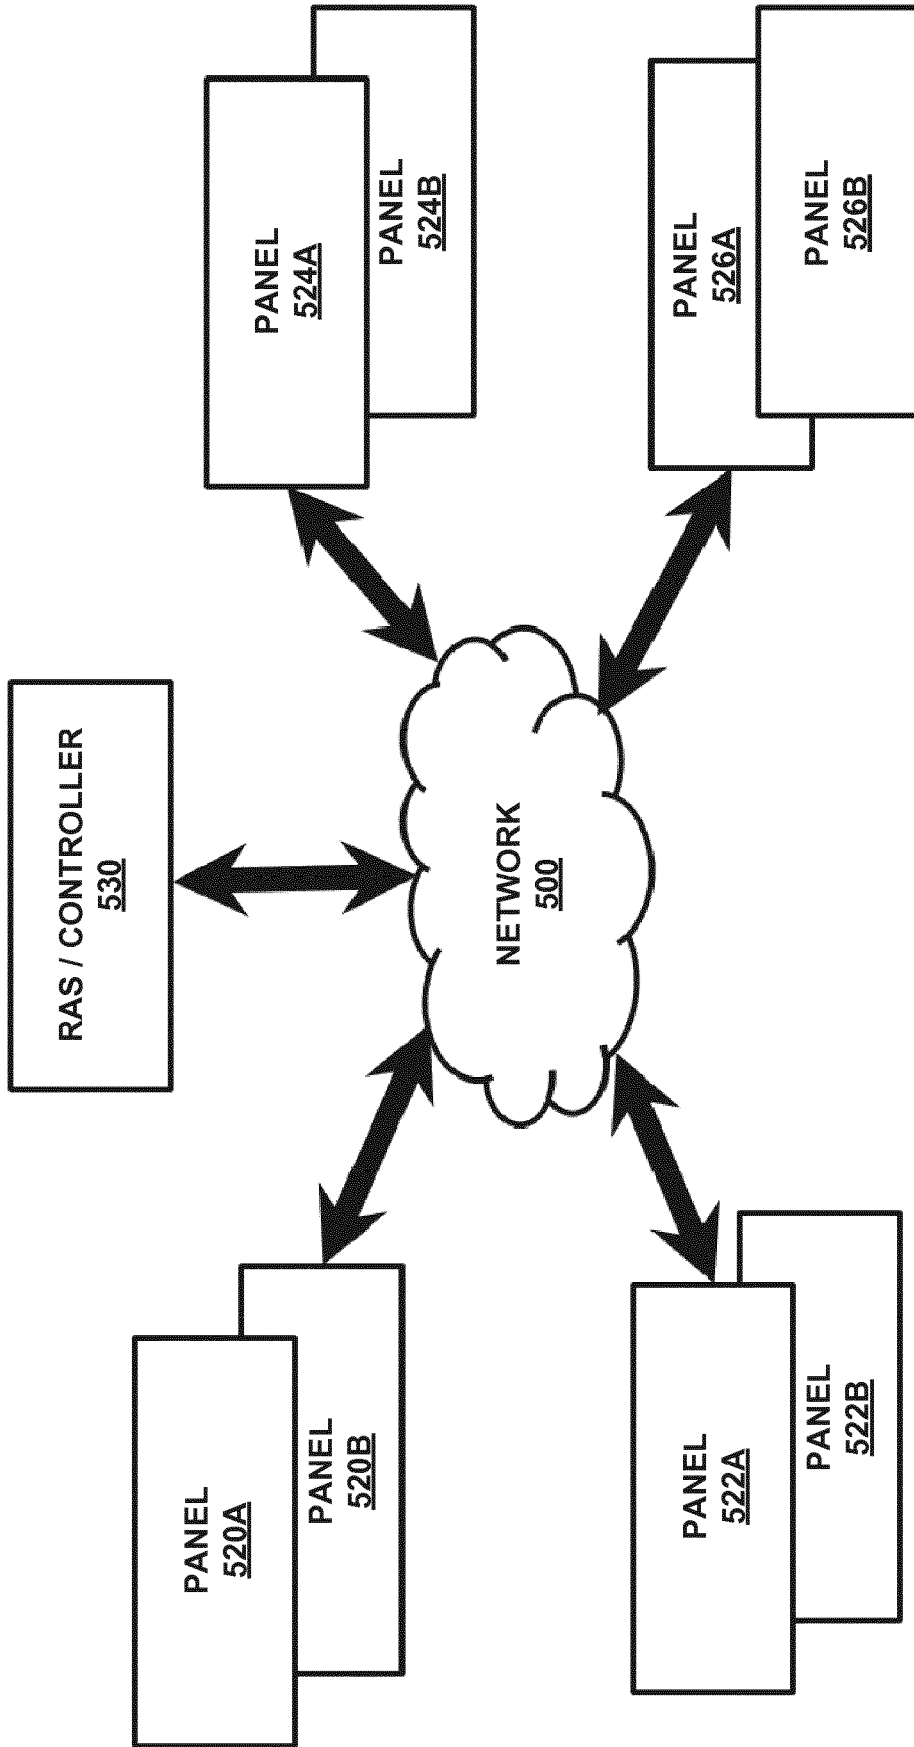 RAS / CONTROLLER
530
PANEL
520A
PANEL
520B
PANEL
524A
PANEL
524B
NETWORK
500
PANEL
522A
PANEL
522B
PANEL
526A
PANEL
526B